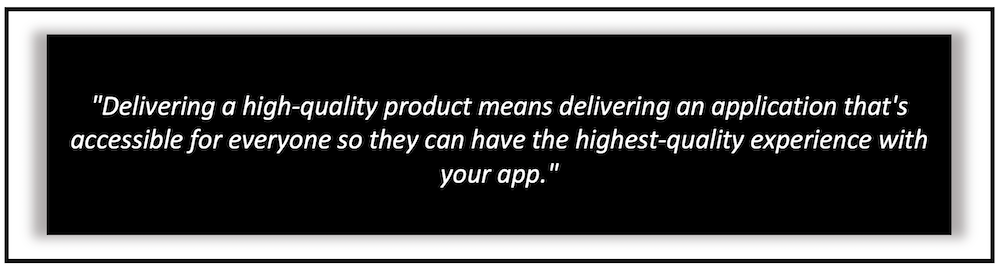 "Delivering a high-quality product means delivering an application that's
accessible for everyone so they can have the highest-quality experience with
your app."